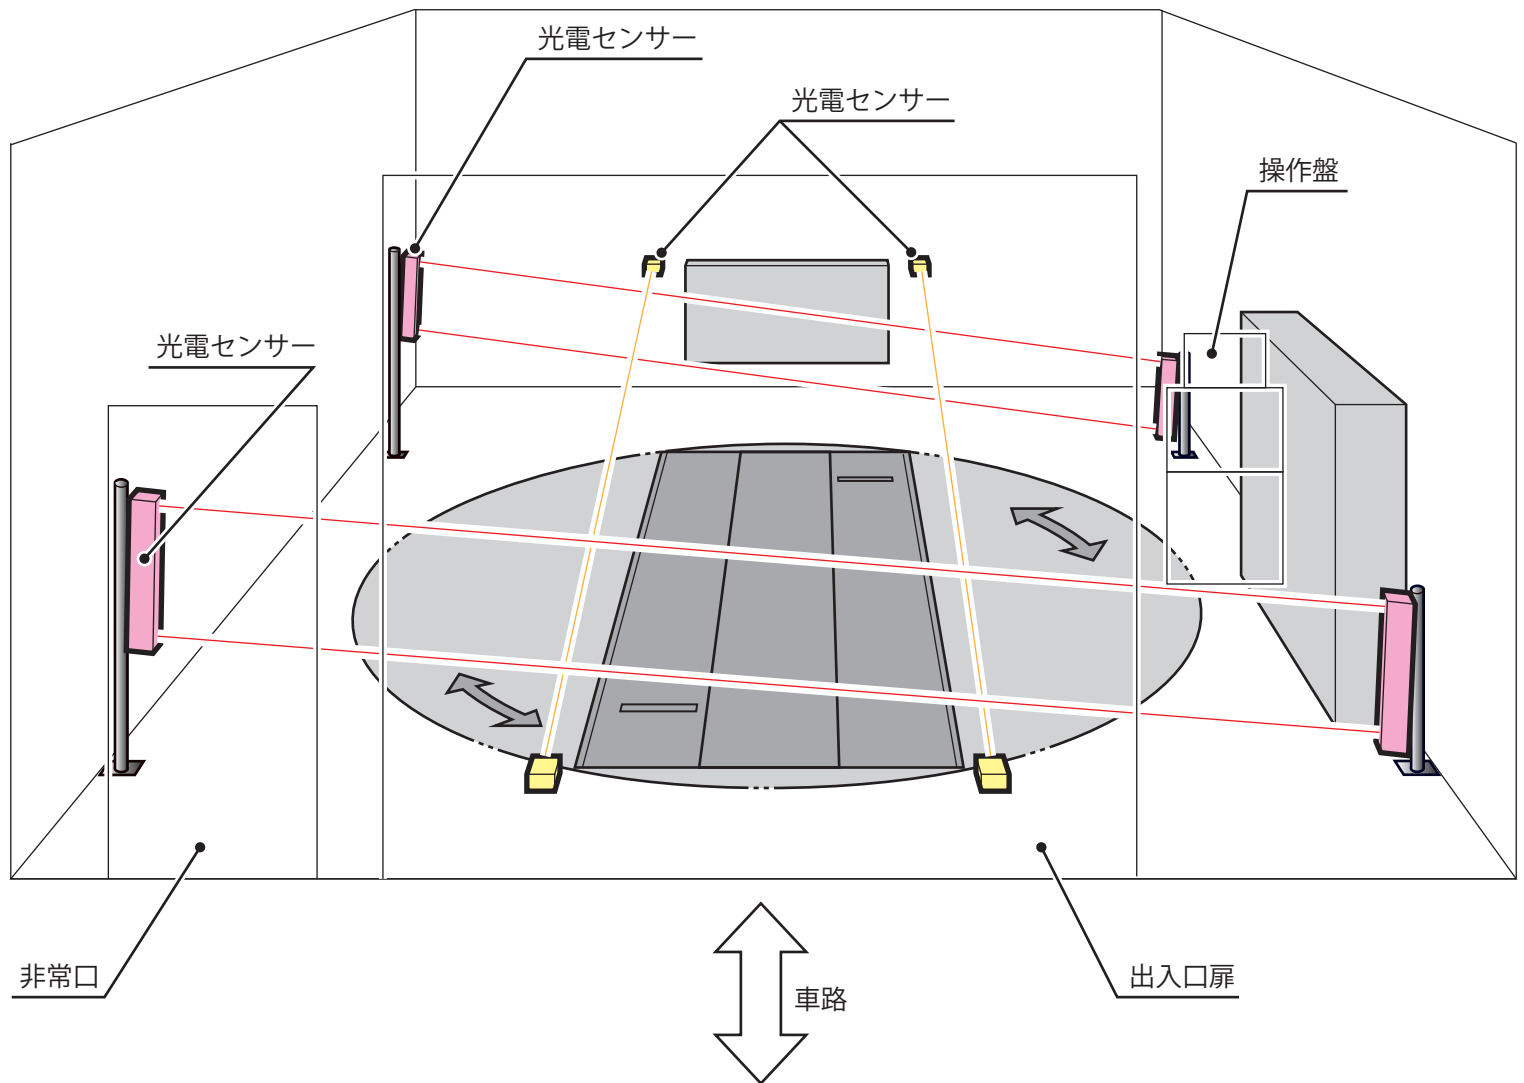 光電センサー
光電センサー
操作盤
光電センサー
非常口
出入口扉
車路